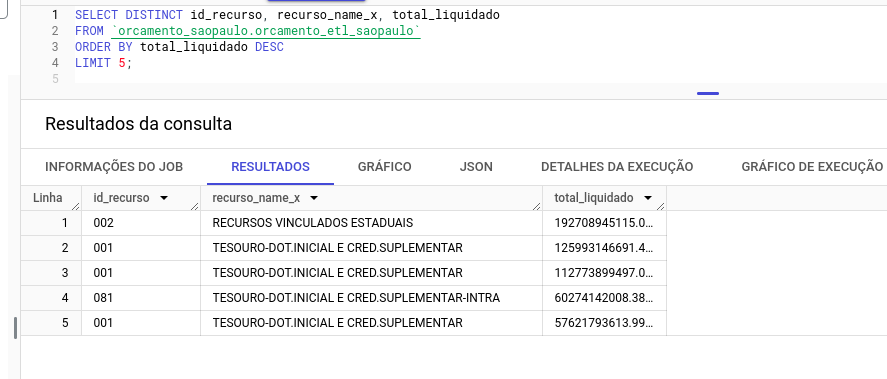 1 SELECT DISTINCT id_recurso, recurso_name_x, total_liquidado
2 FROM `orcamento_saopaulo.orcamento_etl_saopaulo`
3 ORDER BY total_liquidado DESC
4 LIMIT 5;
5
Resultados da consulta
INFORMAÇÕES DO JOB RESULTADOS GRÁFICO JSON DETALHES DA EXECUÇÃO GRÁFICO DE EXECUÇÃO
Linha id_recurso recurso_name_x total_liquidado
1 002 RECURSOS VINCULADOS ESTADUAIS 192708945115.0...
2 001 TESOURO-DOT.INICIAL E CRED.SUPLEMENTAR 125993146691.4...
3 001 TESOURO-DOT.INICIAL E CRED.SUPLEMENTAR 112773899497.0...
4 081 TESOURO-DOT.INICIAL E CRED.SUPLEMENTAR-INTRA 60274142008.38...
5 001 TESOURO-DOT.INICIAL E CRED.SUPLEMENTAR 57621793613.99...